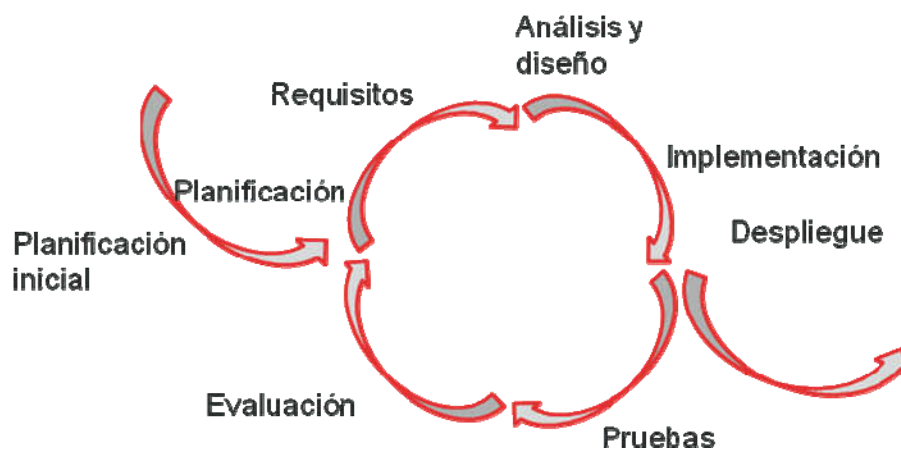 Análisis y
diseño
Requisitos
Implementación
Planificación
Despliegue
Planificación
inicial
Evaluación
Pruebas